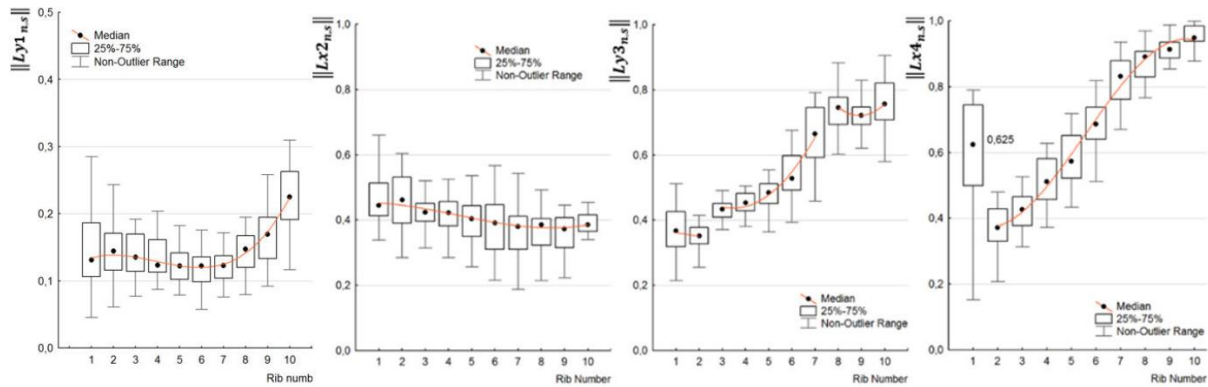 ‖Ly1n,s‖
0,5
0,4
0,3
0,2
0,1
0,0
Median
25%-75%
Non-Outlier Range
1 2 3 4 5 6 7 8 9 10
Rib numb
‖Lx2n,s‖
1,0
0,8
0,6
0,4
0,2
0,0
Median
25%-75%
Non-Outlier Range
1 2 3 4 5 6 7 8 9 10
Rib Number
‖Ly3n,s‖
1,0
0,8
0,6
0,4
0,2
0,0
Median
25%-75%
Non-Outlier Range
1 2 3 4 5 6 7 8 9 10
Rib Number
‖Lx4n,s‖
1,0
0,8
0,6
0,4
0,2
0,0
0,625
Median
25%-75%
Non-Outlier Range
1 2 3 4 5 6 7 8 9 10
Rib Number